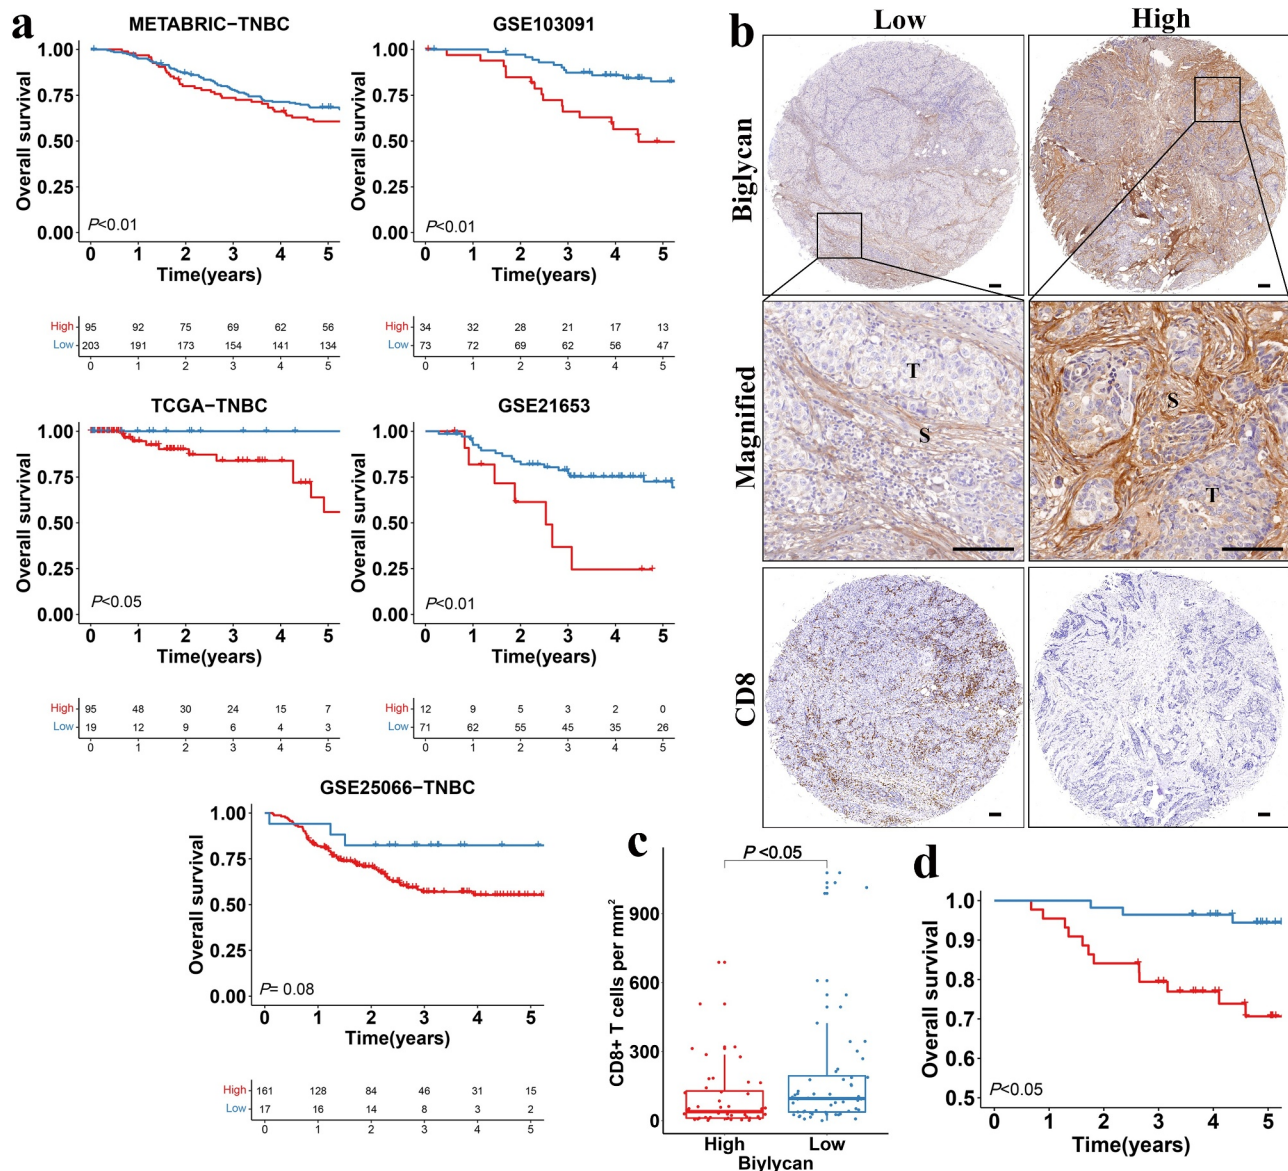 a
METABRIC−TNBC
Overall survival
1.00
0.75
0.50
0.25
0.00
P<0.01
0 1 2 3 4 5
Time(years)
High 95 92 75 69 62 56
Low 203 191 173 154 141 134
0 1 2 3 4 5
GSE103091
Overall survival
1.00
0.75
0.50
0.25
0.00
P<0.01
0 1 2 3 4 5
Time(years)
High 34 32 28 21 17 13
Low 73 72 69 62 56 47
0 1 2 3 4 5
TCGA−TNBC
Overall survival
1.00
0.75
0.50
0.25
0.00
P<0.05
0 1 2 3 4 5
Time(years)
High 95 48 30 24 15 7
Low 19 12 9 6 4 3
0 1 2 3 4 5
GSE21653
Overall survival
1.00
0.75
0.50
0.25
0.00
P<0.01
0 1 2 3 4 5
Time(years)
High 12 9 5 3 2 0
Low 71 62 55 45 35 26
0 1 2 3 4 5
GSE25066−TNBC
Overall survival
1.00
0.75
0.50
0.25
0.00
P= 0.08
0 1 2 3 4 5
Time(years)
High 161 128 84 46 31 15
Low 17 16 14 8 3 2
0 1 2 3 4 5
b
Low High
Biglycan
Magnified
T
S
S
T
CD8
c
P <0.05
CD8+ T cells per mm²
900
600
300
0
High Low
Biylycan
d
Overall survival
1.0
0.9
0.8
0.7
0.6
0.5
P<0.05
0 1 2 3 4 5
Time(years)